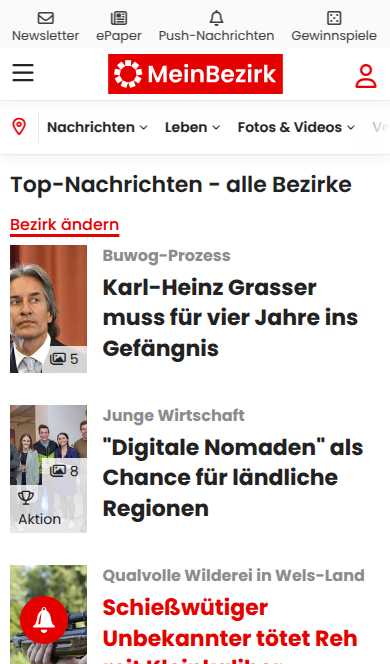 Newsletter ePaper Push-Nachrichten Gewinnspiele
MeinBezirk
Nachrichten Leben Fotos & Videos
Top-Nachrichten - alle Bezirke
Bezirk ändern
Buwog-Prozess
Karl-Heinz Grasser
muss für vier Jahre ins
Gefängnis
5
Junge Wirtschaft
"Digitale Nomaden" als
Chance für ländliche
Regionen
8
Aktion
Qualvolle Wilderei in Wels-Land
Schießwütiger
Unbekannter tötet Reh
mit Kleinkaliber